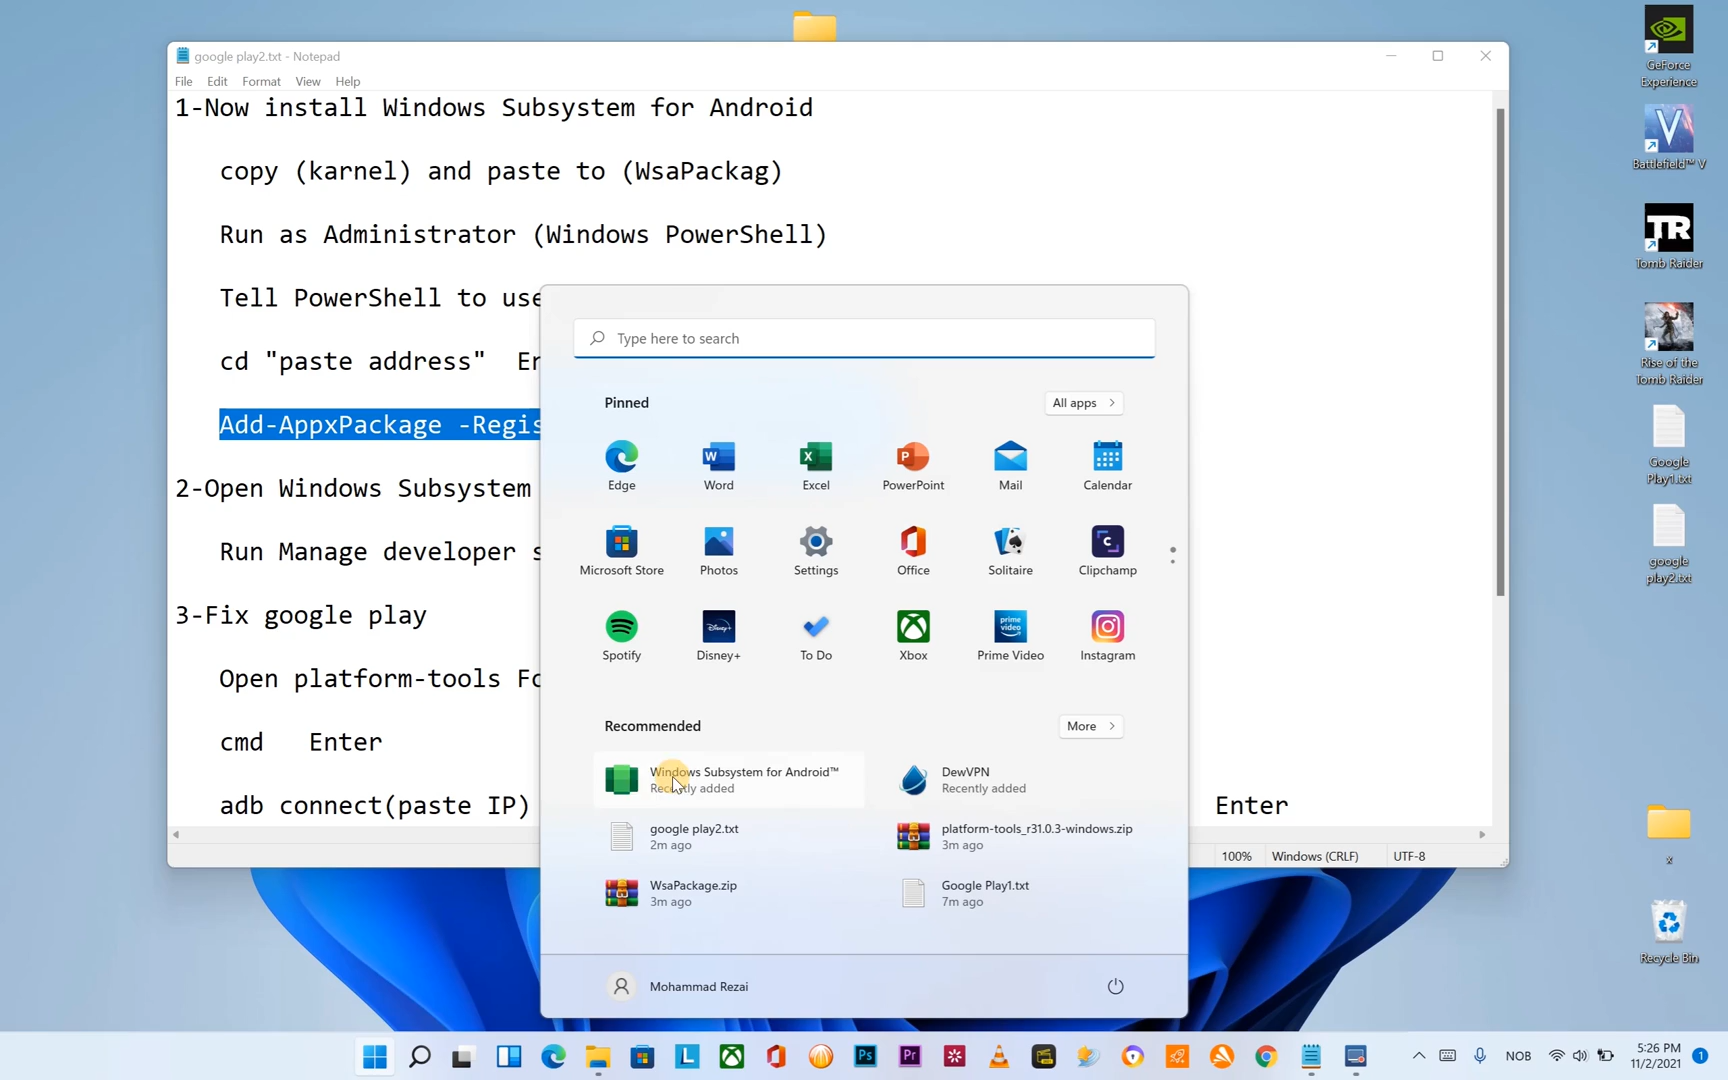 google play2.txt - Notepad
File Edit Format View Help
1-Now install Windows Subsystem for Android
copy (karnel) and paste to (WsaPackag)
Run as Administrator (Windows PowerShell)
Tell PowerShell to use
cd "paste address"
Add-AppxPackage -Regis
2-Open Windows Subsystem
Run Manage developer s
3-Fix google play
Open platform-tools Fo
cmd Enter
adb connect(paste IP) Enter
100% Windows (CRLF) UTF-8
Type here to search
Pinned All apps
Edge Word Excel PowerPoint Mail Calendar
Microsoft Store Photos Settings Office Solitaire Clipchamp
Spotify Disney+ To Do Xbox Prime Video Instagram
Recommended More
Windows Subsystem for Android™
Recently added
DewVPN
Recently added
google play2.txt
2m ago
platform-tools_r31.0.3-windows.zip
3m ago
WsaPackage.zip
3m ago
Google Play1.txt
7m ago
Mohammad Rezai
GeForce
Experience
Battlefield™ V
TR
Tomb Raider
Rise of the
Tomb Raider
Google
Play1.txt
google
play2.txt
x
Recycle Bin
NOB
5:26 PM
11/2/2021
1